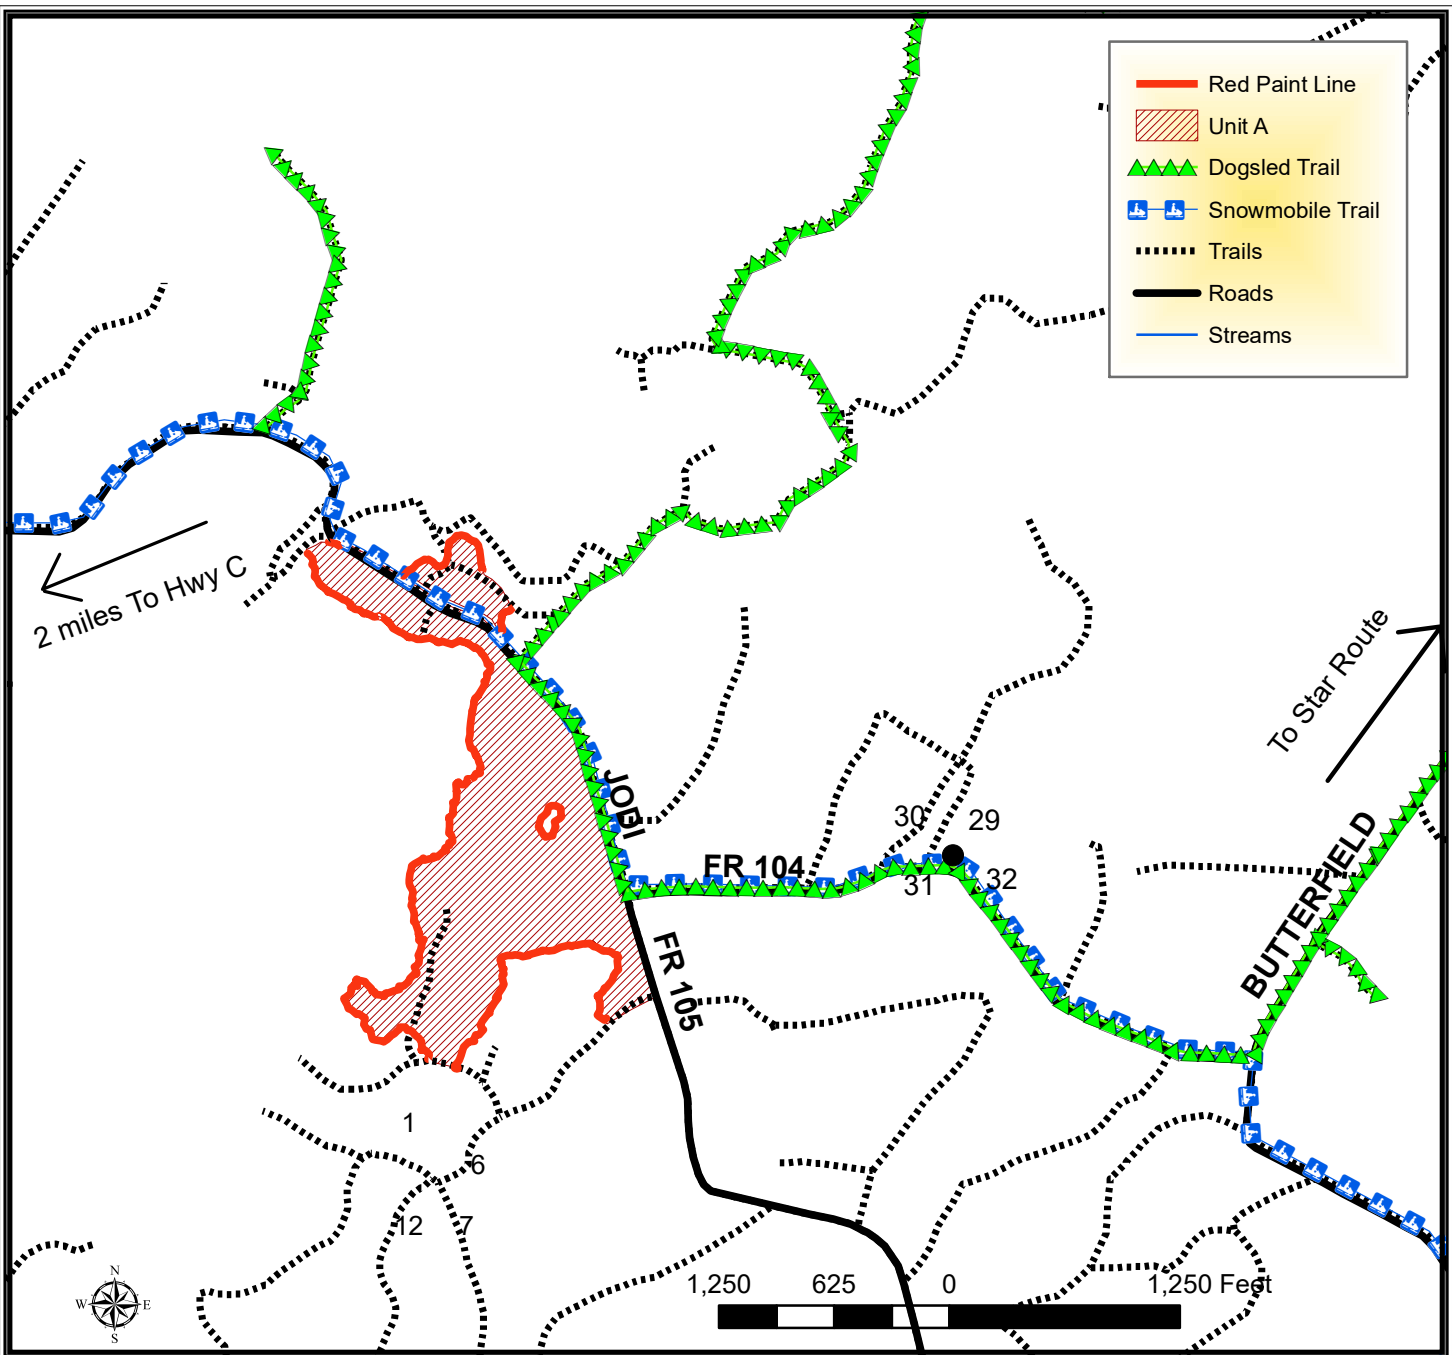 Red Paint Line
Unit A
Dogsled Trail
Snowmobile Trail
Trails
Roads
Streams
2 miles To Hwy C
To Star Route
JODI
30
29
FR 104
31
32
BUTTERFIELD
FR 105
1
6
12
7
N
W
E
S
1,250
625
0
1,250 Feet